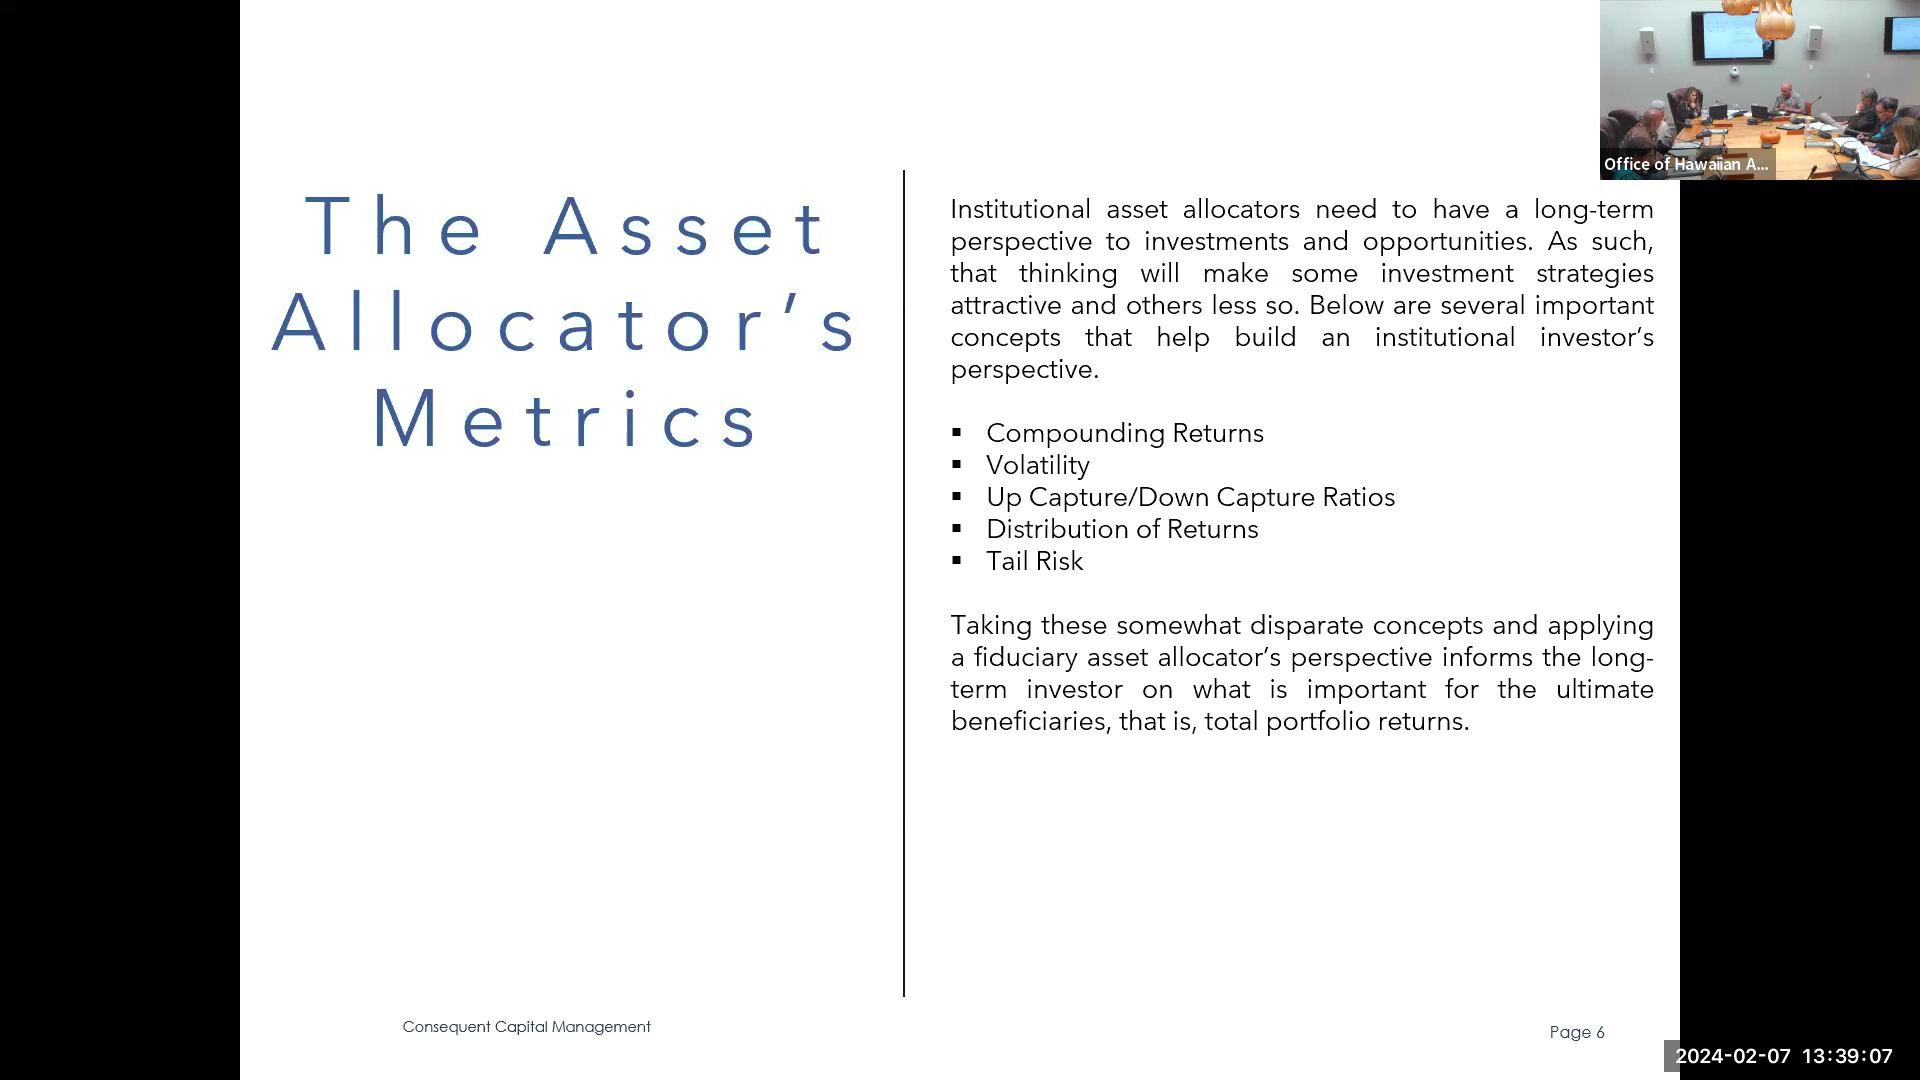 Office of Hawaiian A...
The Asset
Allocator’s
Metrics
Institutional asset allocators need to have a long-term
perspective to investments and opportunities. As such,
that thinking will make some investment strategies
attractive and others less so. Below are several important
concepts that help build an institutional investor’s
perspective.
▪ Compounding Returns
▪ Volatility
▪ Up Capture/Down Capture Ratios
▪ Distribution of Returns
▪ Tail Risk
Taking these somewhat disparate concepts and applying
a fiduciary asset allocator’s perspective informs the long-
term investor on what is important for the ultimate
beneficiaries, that is, total portfolio returns.
Consequent Capital Management
Page 6
2024-02-07 13:39:07